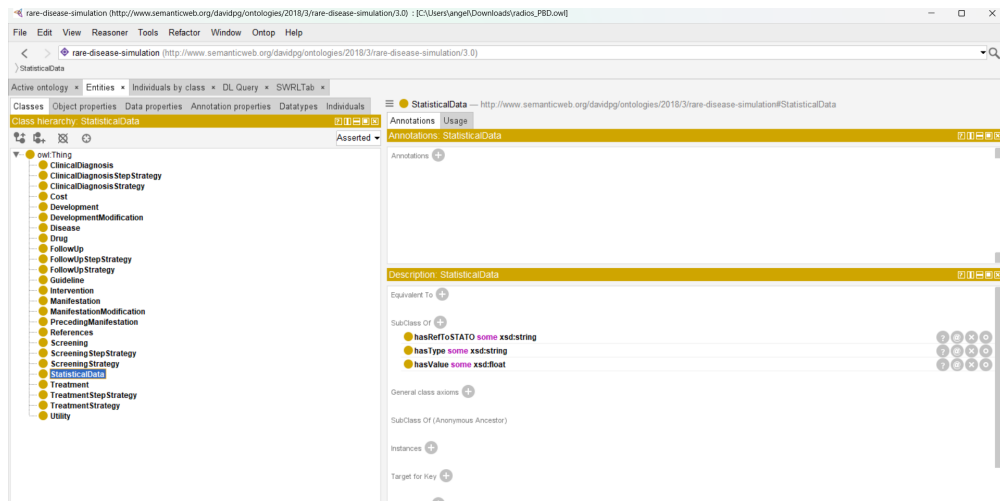 rare-disease-simulation (http://www.semanticweb.org/davidpg/ontologies/2018/3/rare-disease-simulation/3.0) : [C:\Users\angel\Downloads\radios_PBD.owl]
File Edit View Reasoner Tools Refactor Window Ontop Help
< > rare-disease-simulation (http://www.semanticweb.org/davidpg/ontologies/2018/3/rare-disease-simulation/3.0)
StatisticalData
Active ontology × Entities × Individuals by class × DL Query × SWRLTab ×
Classes Object properties Data properties Annotation properties Datatypes Individuals
Class hierarchy: StatisticalData
Asserted
owl:Thing
ClinicalDiagnosis
ClinicalDiagnosisStepStrategy
ClinicalDiagnosisStrategy
Cost
Development
DevelopmentModification
Disease
Drug
FollowUp
FollowUpStepStrategy
FollowUpStrategy
Guideline
Intervention
Manifestation
ManifestationModification
PrecedingManifestation
References
Screening
ScreeningStepStrategy
ScreeningStrategy
StatisticalData
Treatment
TreatmentStepStrategy
TreatmentStrategy
Utility
StatisticalData — http://www.semanticweb.org/davidpg/ontologies/2018/3/rare-disease-simulation#StatisticalData
Annotations Usage
Annotations: StatisticalData
Annotations
Description: StatisticalData
Equivalent To
SubClass Of
hasRefToSTATO some xsd:string
hasType some xsd:string
hasValue some xsd:float
General class axioms
SubClass Of (Anonymous Ancestor)
Instances
Target for Key